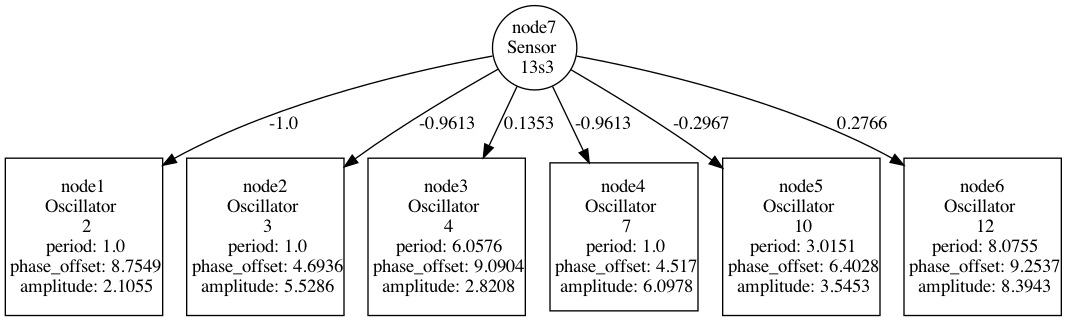 node7
Sensor
13s3
-1.0
-0.9613
0.1353
-0.9613
-0.2967
0.2766
node1
Oscillator
2
period: 1.0
phase_offset: 8.7549
amplitude: 2.1055
node2
Oscillator
3
period: 1.0
phase_offset: 4.6936
amplitude: 5.5286
node3
Oscillator
4
period: 6.0576
phase_offset: 9.0904
amplitude: 2.8208
node4
Oscillator
7
period: 1.0
phase_offset: 4.517
amplitude: 6.0978
node5
Oscillator
10
period: 3.0151
phase_offset: 6.4028
amplitude: 3.5453
node6
Oscillator
12
period: 8.0755
phase_offset: 9.2537
amplitude: 8.3943